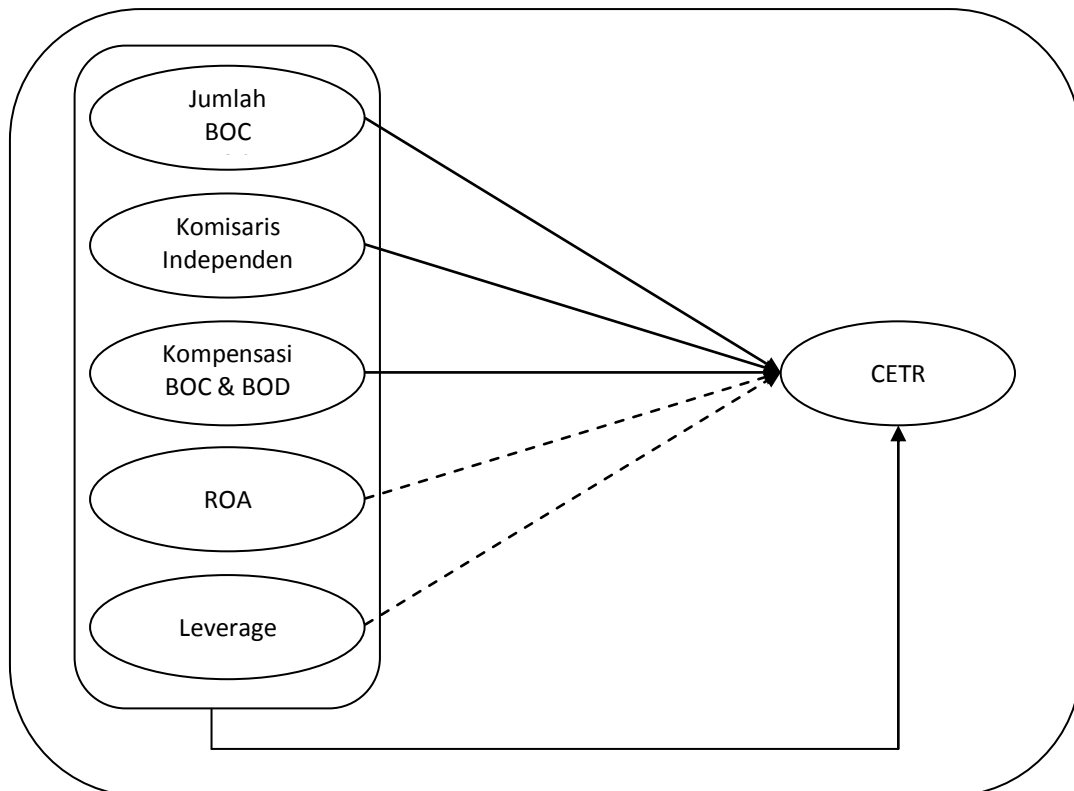 Jumlah
BOC
Komisaris
Independen
Kompensasi
BOC & BOD
CETR
ROA
Leverage